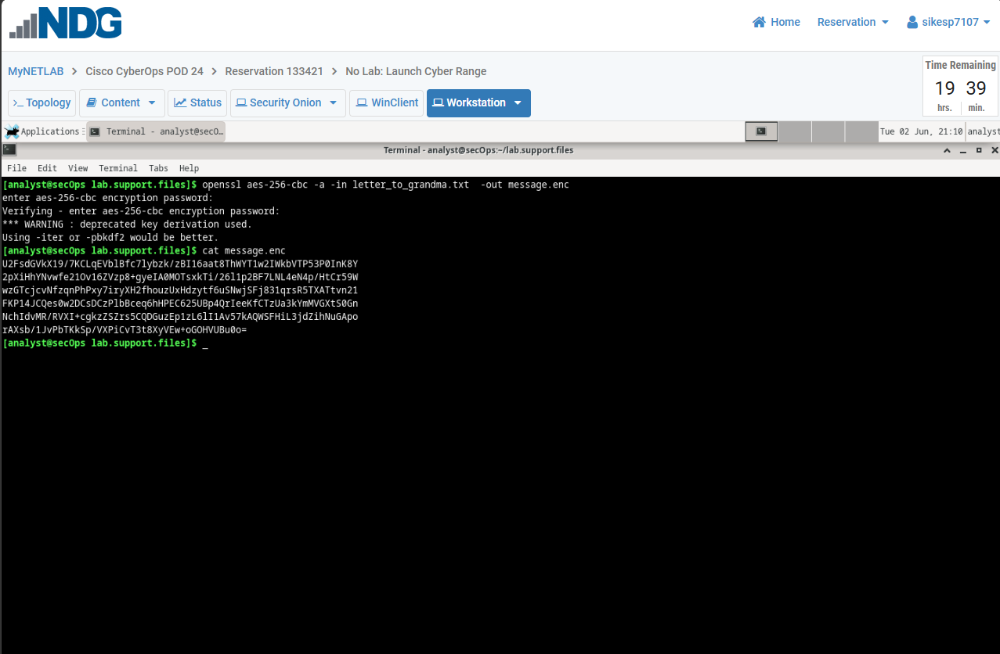 NDG
Home
Reservation
sikesp7107
MyNETLAB > Cisco CyberOps POD 24 > Reservation 133421 > No Lab: Launch Cyber Range
Time Remaining
19 39
hrs. min.
Topology
Content
Status
Security Onion
WinClient
Workstation
Applications
Terminal - analyst@secO…
Tue 02 Jun, 21:10
analyst
Terminal - analyst@secOps:~/lab.support.files
File Edit View Terminal Tabs Help
[analyst@secOps lab.support.files]$ openssl aes-256-cbc -a -in letter_to_grandma.txt  -out message.enc
enter aes-256-cbc encryption password:
Verifying - enter aes-256-cbc encryption password:
*** WARNING : deprecated key derivation used.
Using -iter or -pbkdf2 would be better.
[analyst@secOps lab.support.files]$ cat message.enc
U2FsdGVkX19/7KCLqEVblBfc7lybzk/zBI16aat8ThWYT1w2IWkbVTP53P0InK8Y
2pXiHhYNvwfe21Ov16ZVzp8+gyeIA0MOTsxkTi/26l1p2BF7LNL4eN4p/HtCr59W
wzGTcjcvNfzqnPhPxy7iryXH2fhouzUxHdzytf6uSNwjSFj831qrsR5TXATtvn21
FKP14JCQes0w2DCsDCzPlbBceq6hHPEC625UBp4QrIeeKfCTzUa3kYmMVGXtS0Gn
NchIdvMR/RVXI+cgkzZSZrs5CQDGuzEp1zL6lI1Av57kAQWSFHiL3jdZihNuGApo
rAXsb/1JvPbTKkSp/VXPiCvT3t8XyVEw+oGOHVUBu0o=
[analyst@secOps lab.support.files]$ _